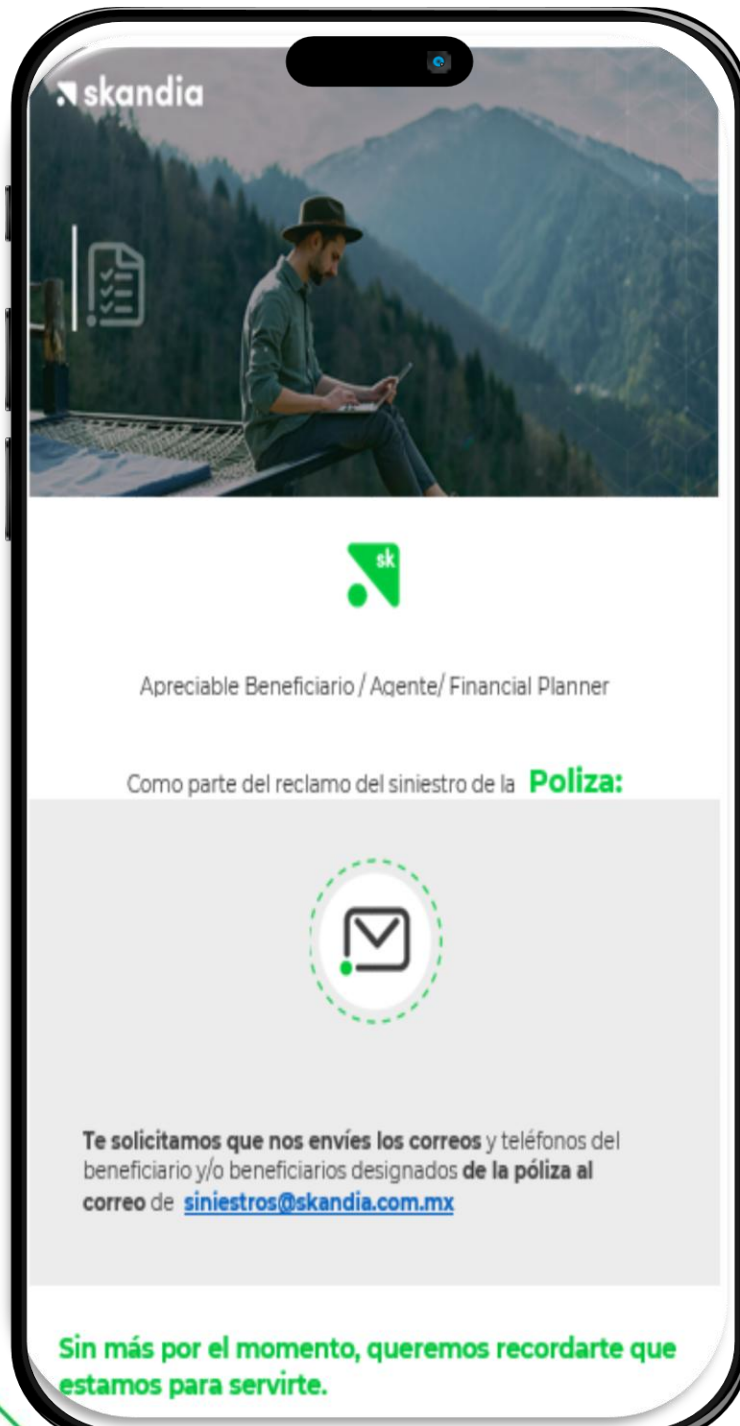 skandia
sk
Apreciable Beneficiario / Agente/ Financial Planner
Como parte del reclamo del siniestro de la Poliza:
Te solicitamos que nos envíes los correos y teléfonos del
beneficiario y/o beneficiarios designados de la póliza al
correo de siniestros@skandia.com.mx
Sin más por el momento, queremos recordarte que
estamos para servirte.